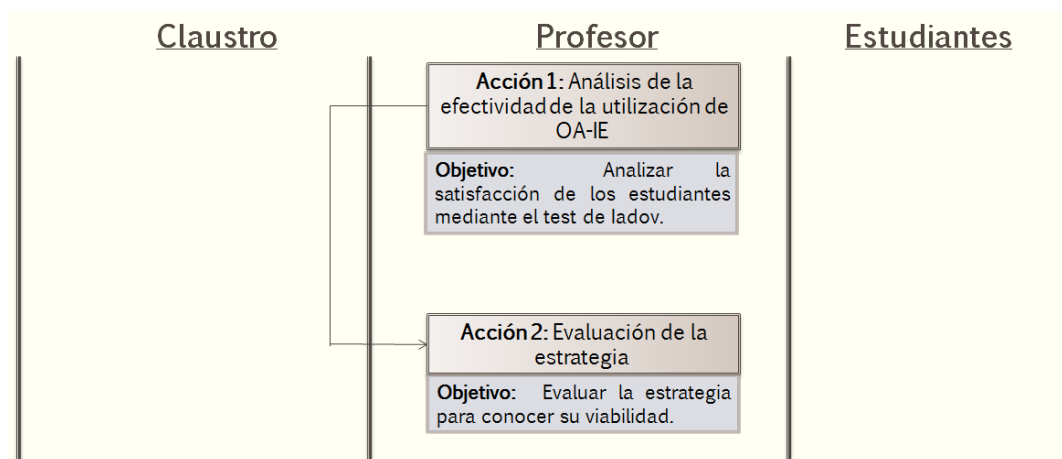 Claustro
Profesor
Estudiantes
Acción 1: Análisis de la
efectividad de la utilización de
OA-IE
Objetivo: Analizar la
satisfacción de los estudiantes
mediante el test de Iadov.
Acción 2: Evaluación de la
estrategia
Objetivo: Evaluar la estrategia
para conocer su viabilidad.